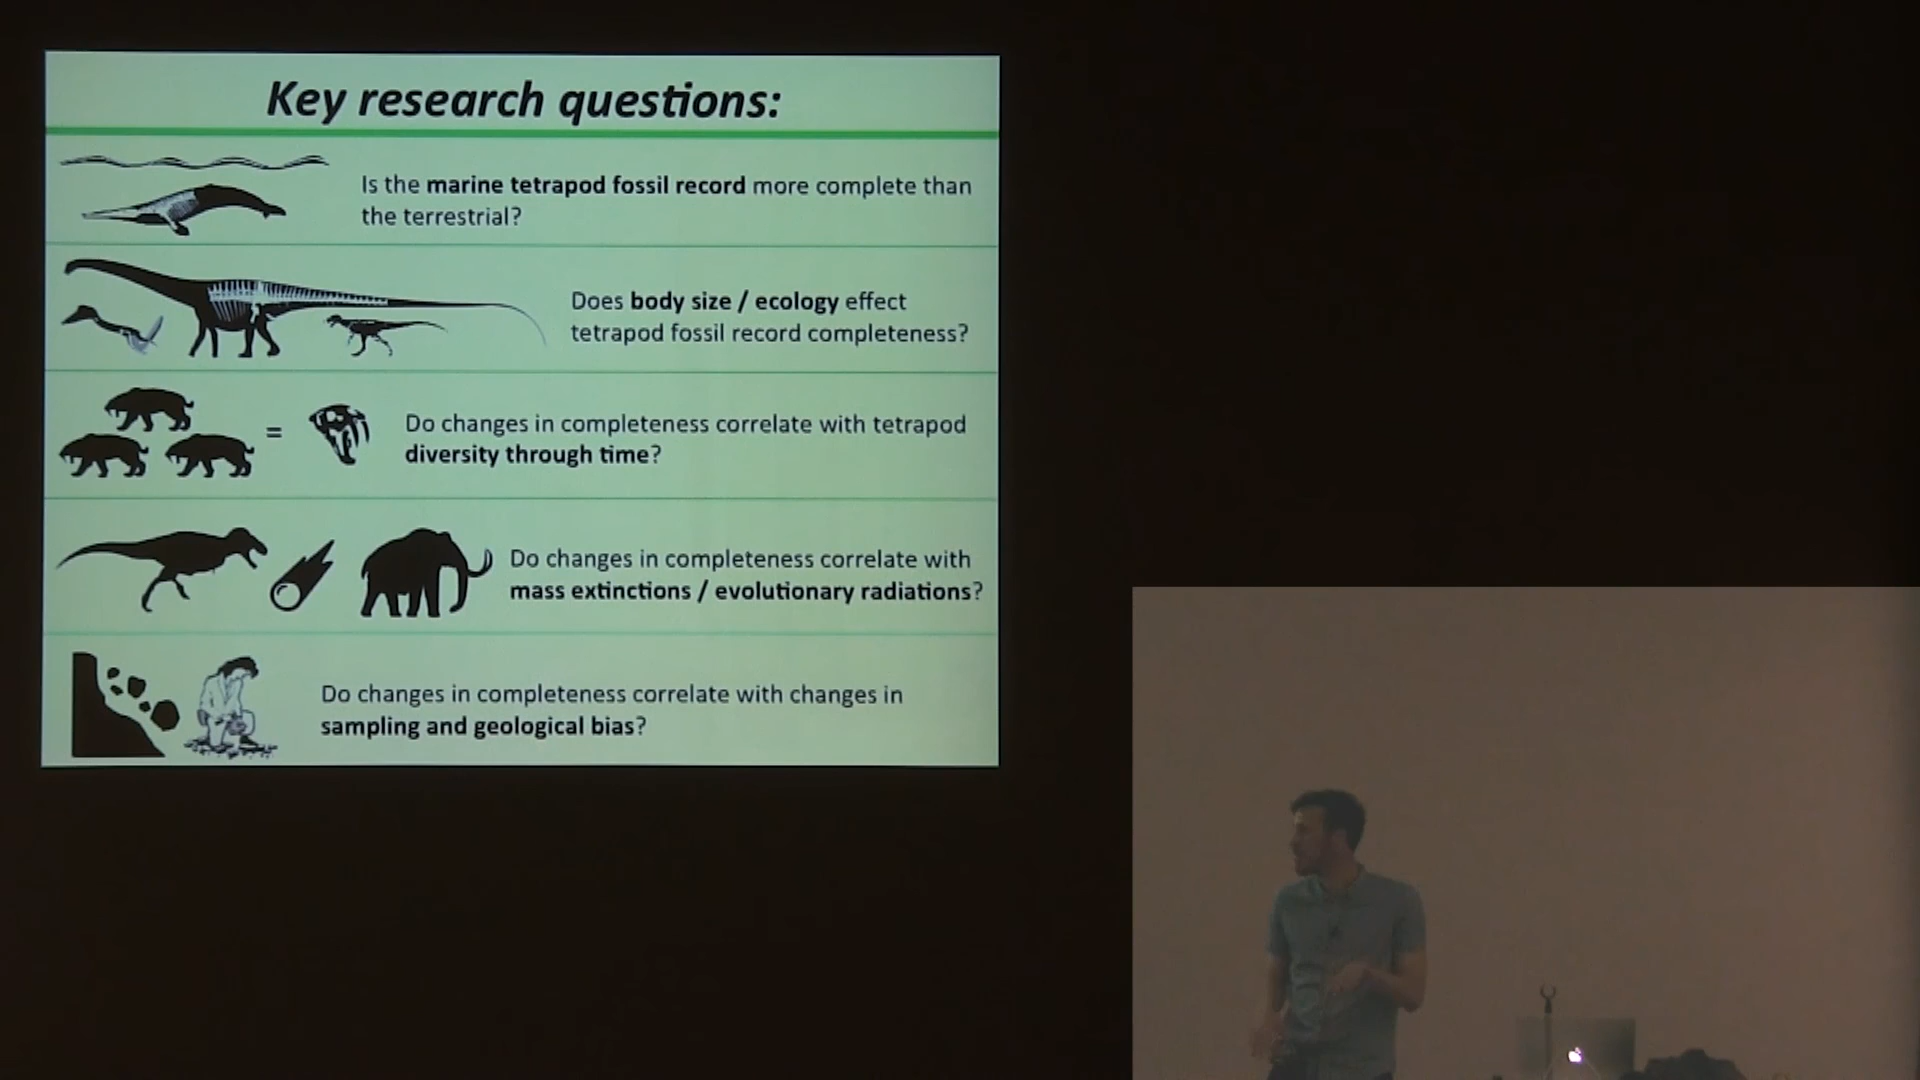 Key research questions:
Is the marine tetrapod fossil record more complete than
the terrestrial?
Does body size / ecology effect
tetrapod fossil record completeness?
=
Do changes in completeness correlate with tetrapod
diversity through time?
Do changes in completeness correlate with
mass extinctions / evolutionary radiations?
Do changes in completeness correlate with changes in
sampling and geological bias?